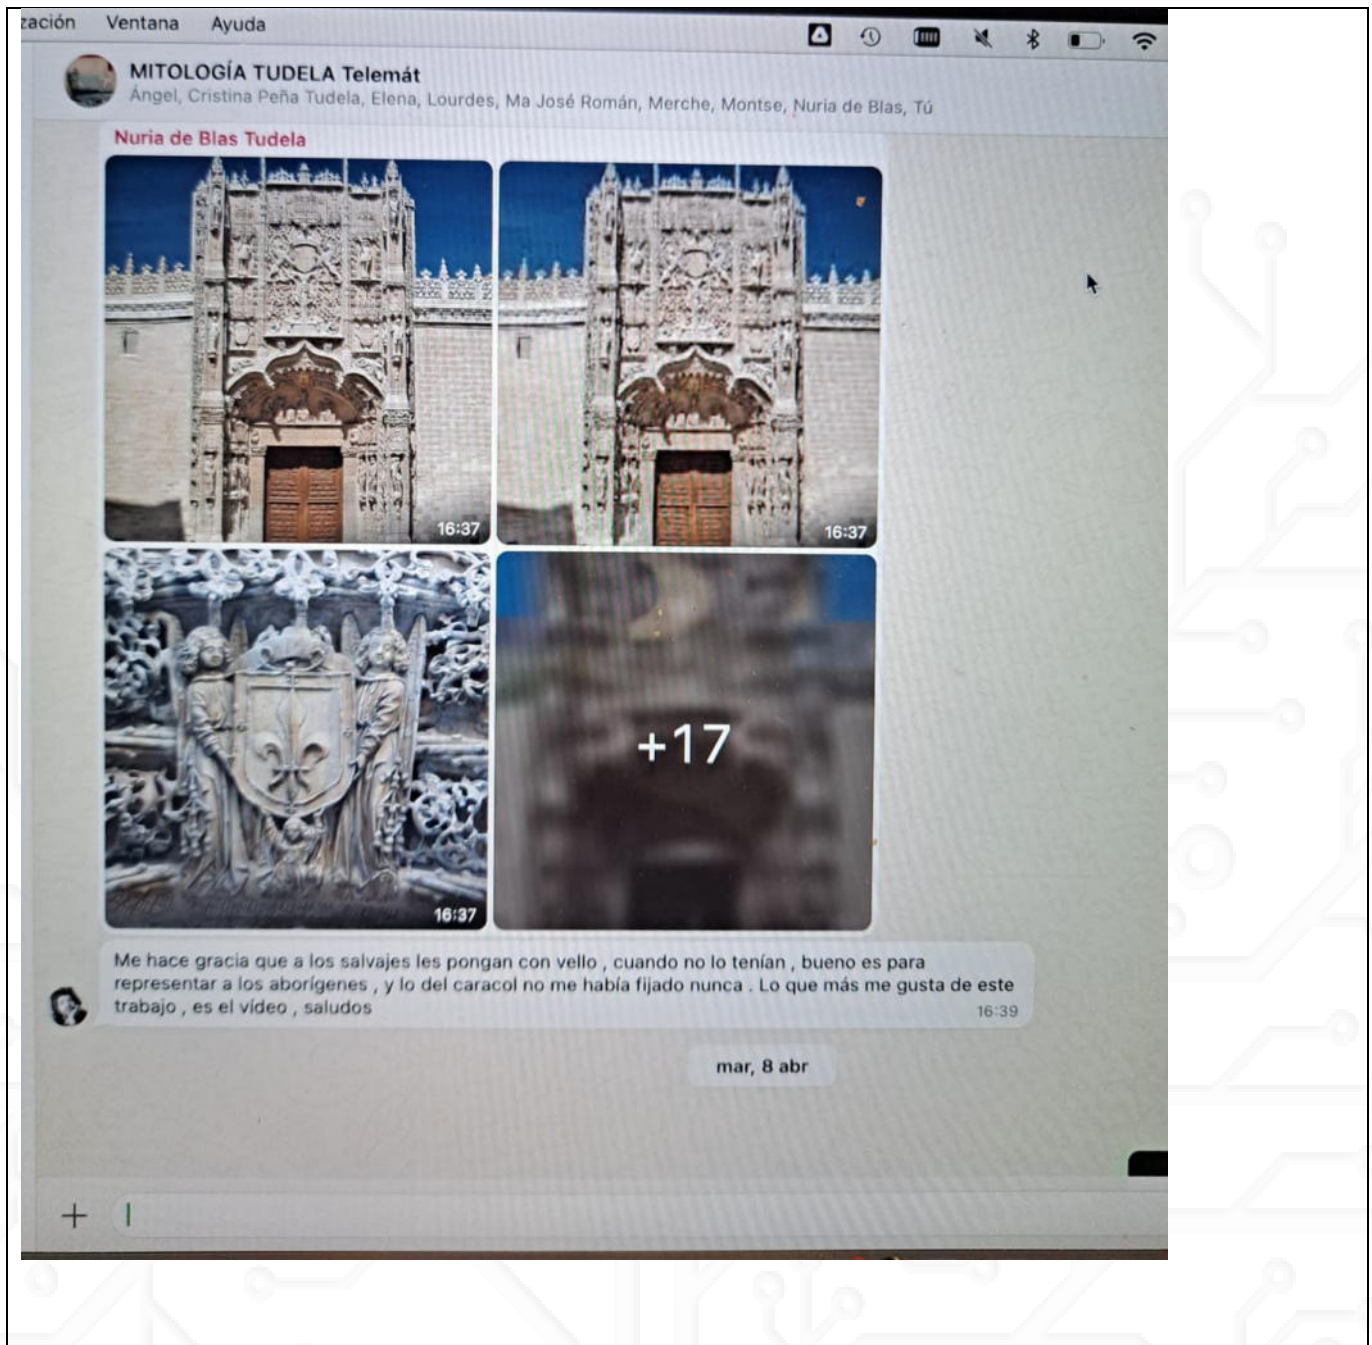 zación Ventana Ayuda
MITOLOGÍA TUDELA Telemát
Ángel, Cristina Peña Tudela, Elena, Lourdes, Ma José Román, Merche, Montse, Nuria de Blas, Tú
Nuria de Blas Tudela
16:37
16:37
16:37
+17
Me hace gracia que a los salvajes les pongan con vello , cuando no lo tenían , bueno es para
representar a los aborígenes , y lo del caracol no me había fijado nunca . Lo que más me gusta de este
trabajo , es el vídeo , saludos
16:39
mar, 8 abr